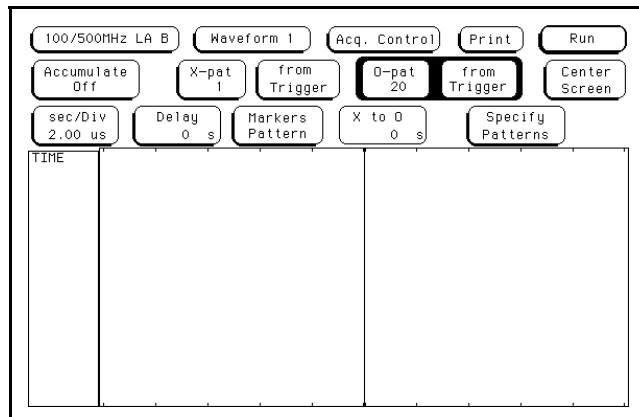 100/500MHz LA B
Waveform 1
Acq. Control
Print
Run
Accumulate
Off
X-pat
1
from
Trigger
O-pat
20
from
Trigger
Center
Screen
sec/Div
2.00 us
Delay
0 s
Markers
Pattern
X to O
0 s
Specify
Patterns
TIME